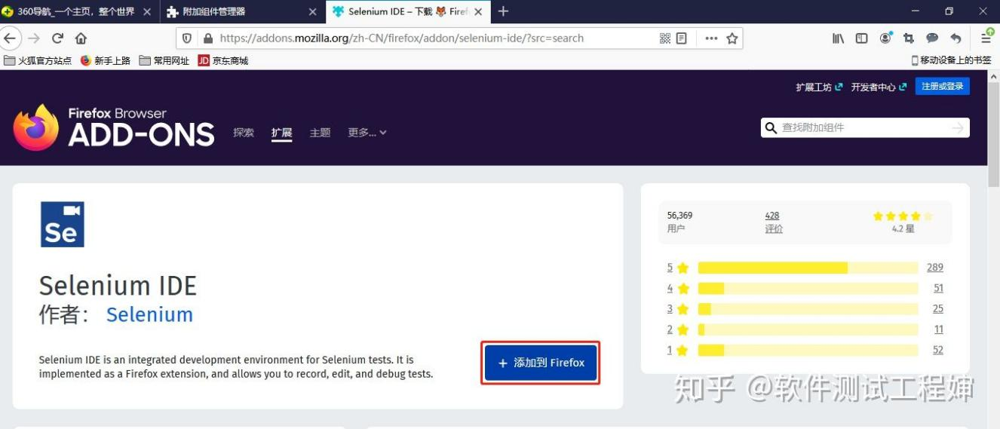 360导航_一个主页，整个世界
附加组件管理器
Selenium IDE – 下载 🦊 Firef
https://addons.mozilla.org/zh-CN/firefox/addon/selenium-ide/?src=search
火狐官方站点
新手上路
常用网址
JD 京东商城
移动设备上的书签
扩展工坊
开发者中心
注册或登录
Firefox Browser
ADD-ONS
探索
扩展
主题
更多...
查找附加组件
Se
Selenium IDE
作者： Selenium
Selenium IDE is an integrated development environment for Selenium tests. It is
implemented as a Firefox extension, and allows you to record, edit, and debug tests.
+ 添加到 Firefox
56,369
用户
428
评价
4.2 星
5 289
4 51
3 25
2 11
1 52
知乎 @软件测试工程婶